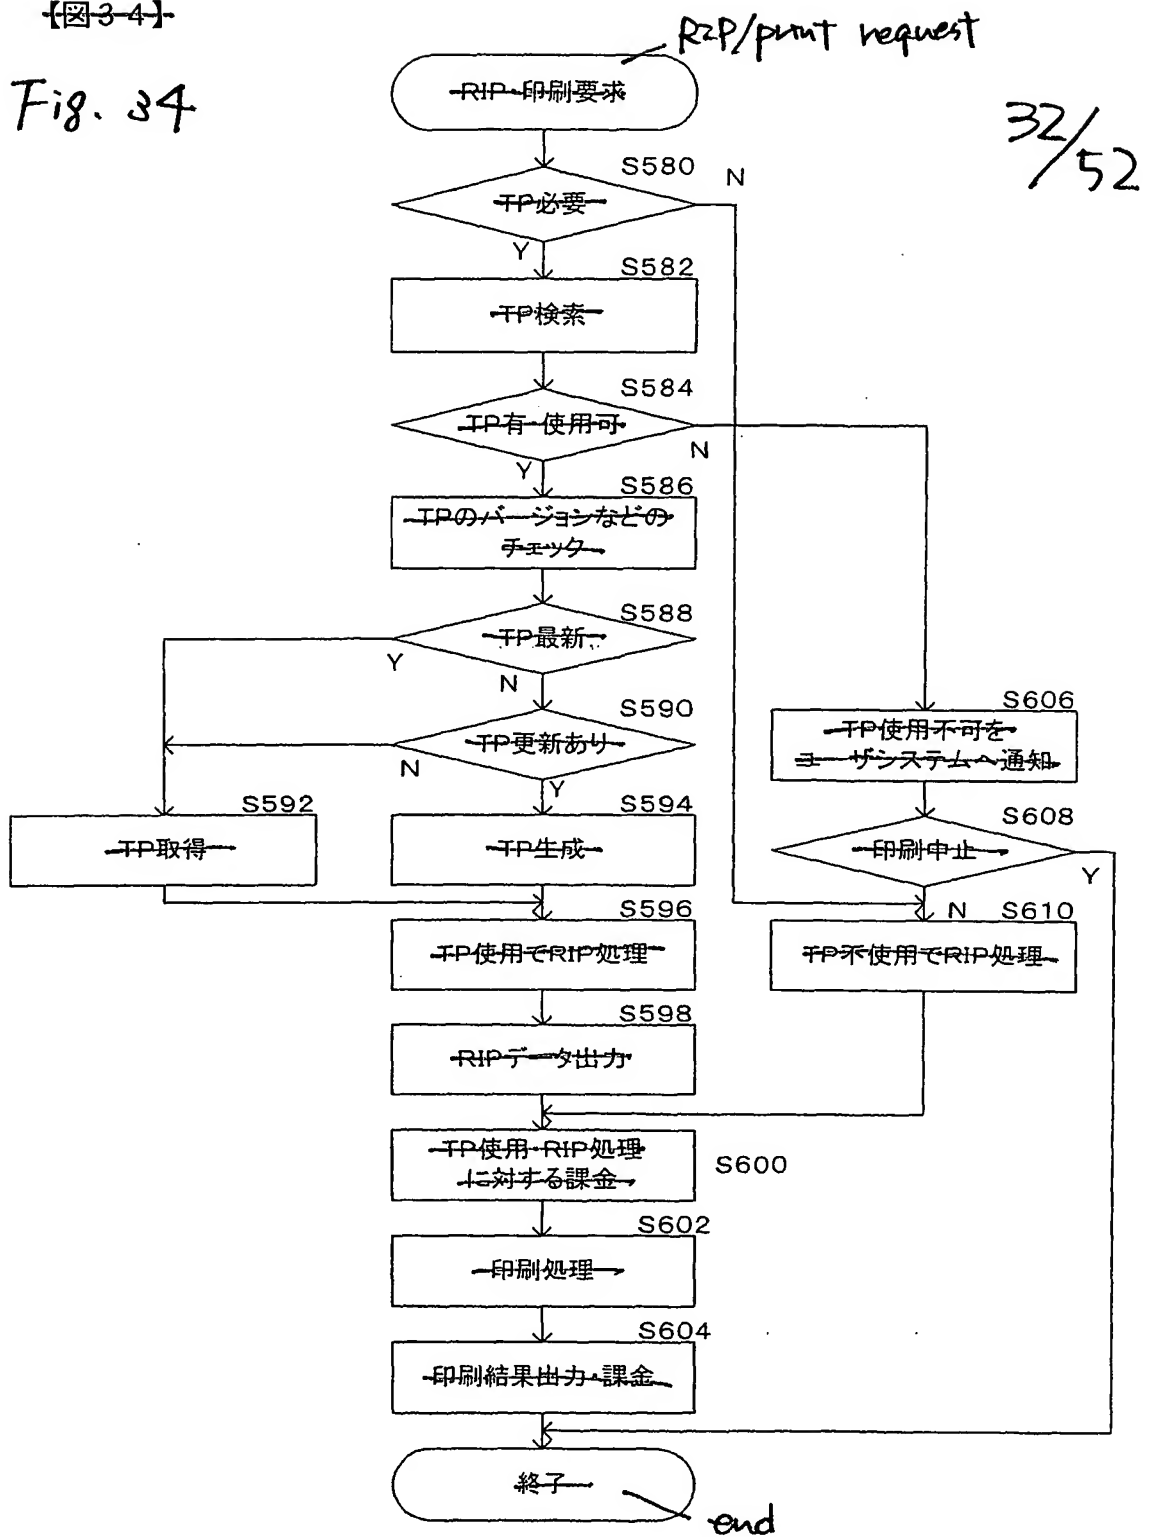 【図34】
RIP/print request
Fig. 34
32/52
RIP・印刷要求
S580
N
TP必要
Y
S582
TP検索
S584
TP有・使用可
N
Y
S586
TPのバージョンなどの
チェック
S588
TP最新
Y
N
S590
TP更新あり
N
Y
S606
TP使用不可を
ユーザシステムへ通知
S592
TP取得
S594
TP生成
S608
印刷中止
Y
N
S596
TP使用でRIP処理
S610
TP不使用でRIP処理
S598
RIPデータ出力
TP使用・RIP処理
に対する課金
S600
S602
印刷処理
S604
印刷結果出力・課金
終了
end